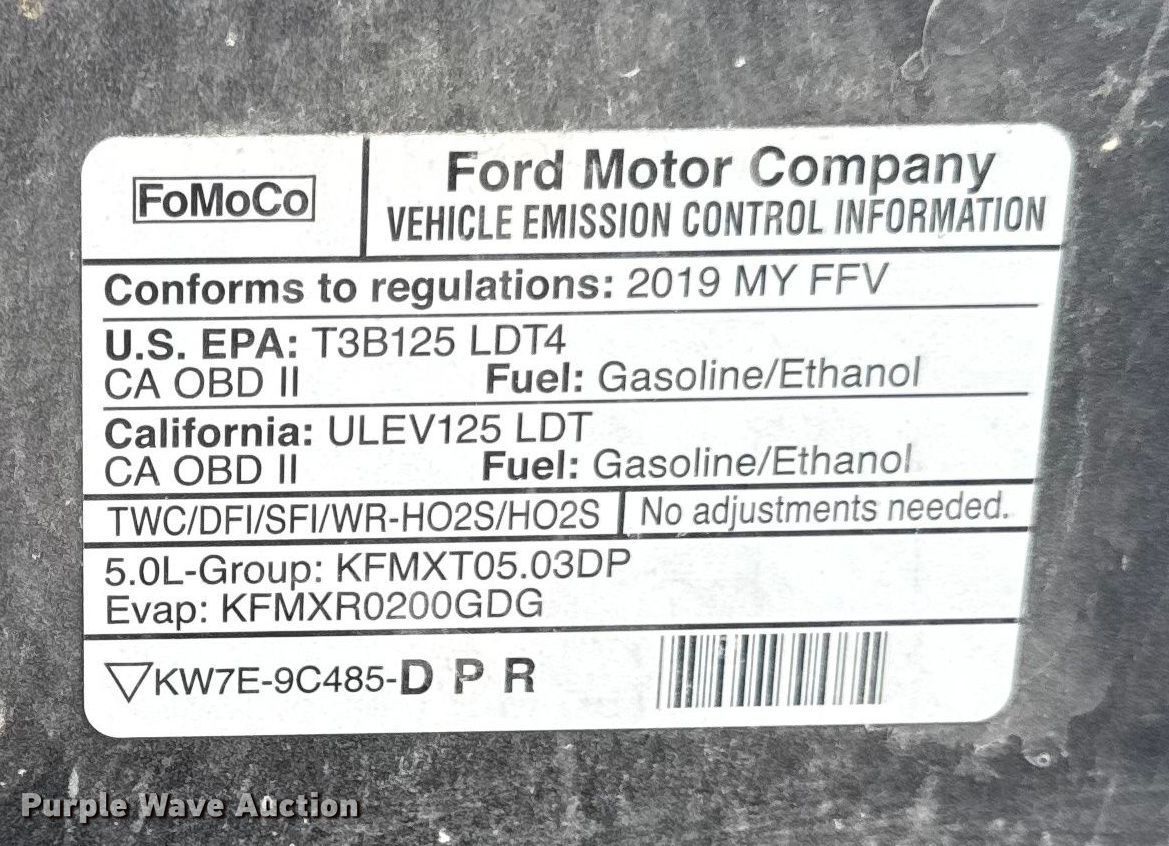 FoMoCo
Ford Motor Company
VEHICLE EMISSION CONTROL INFORMATION
Conforms to regulations: 2019 MY FFV
U.S. EPA: T3B125 LDT4
CA OBD II Fuel: Gasoline/Ethanol
California: ULEV125 LDT
CA OBD II Fuel: Gasoline/Ethanol
TWC/DFI/SFI/WR-HO2S/HO2S No adjustments needed.
5.0L-Group: KFMXT05.03DP
Evap: KFMXR0200GDG
KW7E-9C485-D P R
Purple Wave Auction